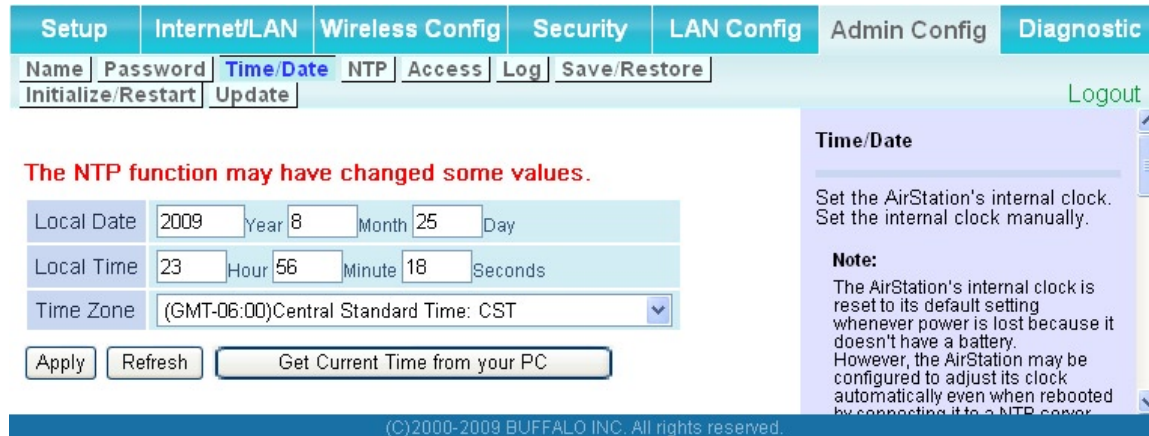 Setup Internet/LAN Wireless Config Security LAN Config Admin Config Diagnostic
Name Password Time/Date NTP Access Log Save/Restore
Initialize/Restart Update
Logout
The NTP function may have changed some values.
Local Date 2009 Year 8 Month 25 Day
Local Time 23 Hour 56 Minute 18 Seconds
Time Zone (GMT-06:00)Central Standard Time: CST
Apply Refresh Get Current Time from your PC
Time/Date
Set the AirStation's internal clock.
Set the internal clock manually.
Note:
The AirStation's internal clock is
reset to its default setting
whenever power is lost because it
doesn't have a battery.
However, the AirStation may be
configured to adjust its clock
automatically even when rebooted
by connecting it to a NTP server
(C)2000-2009 BUFFALO INC. All rights reserved.